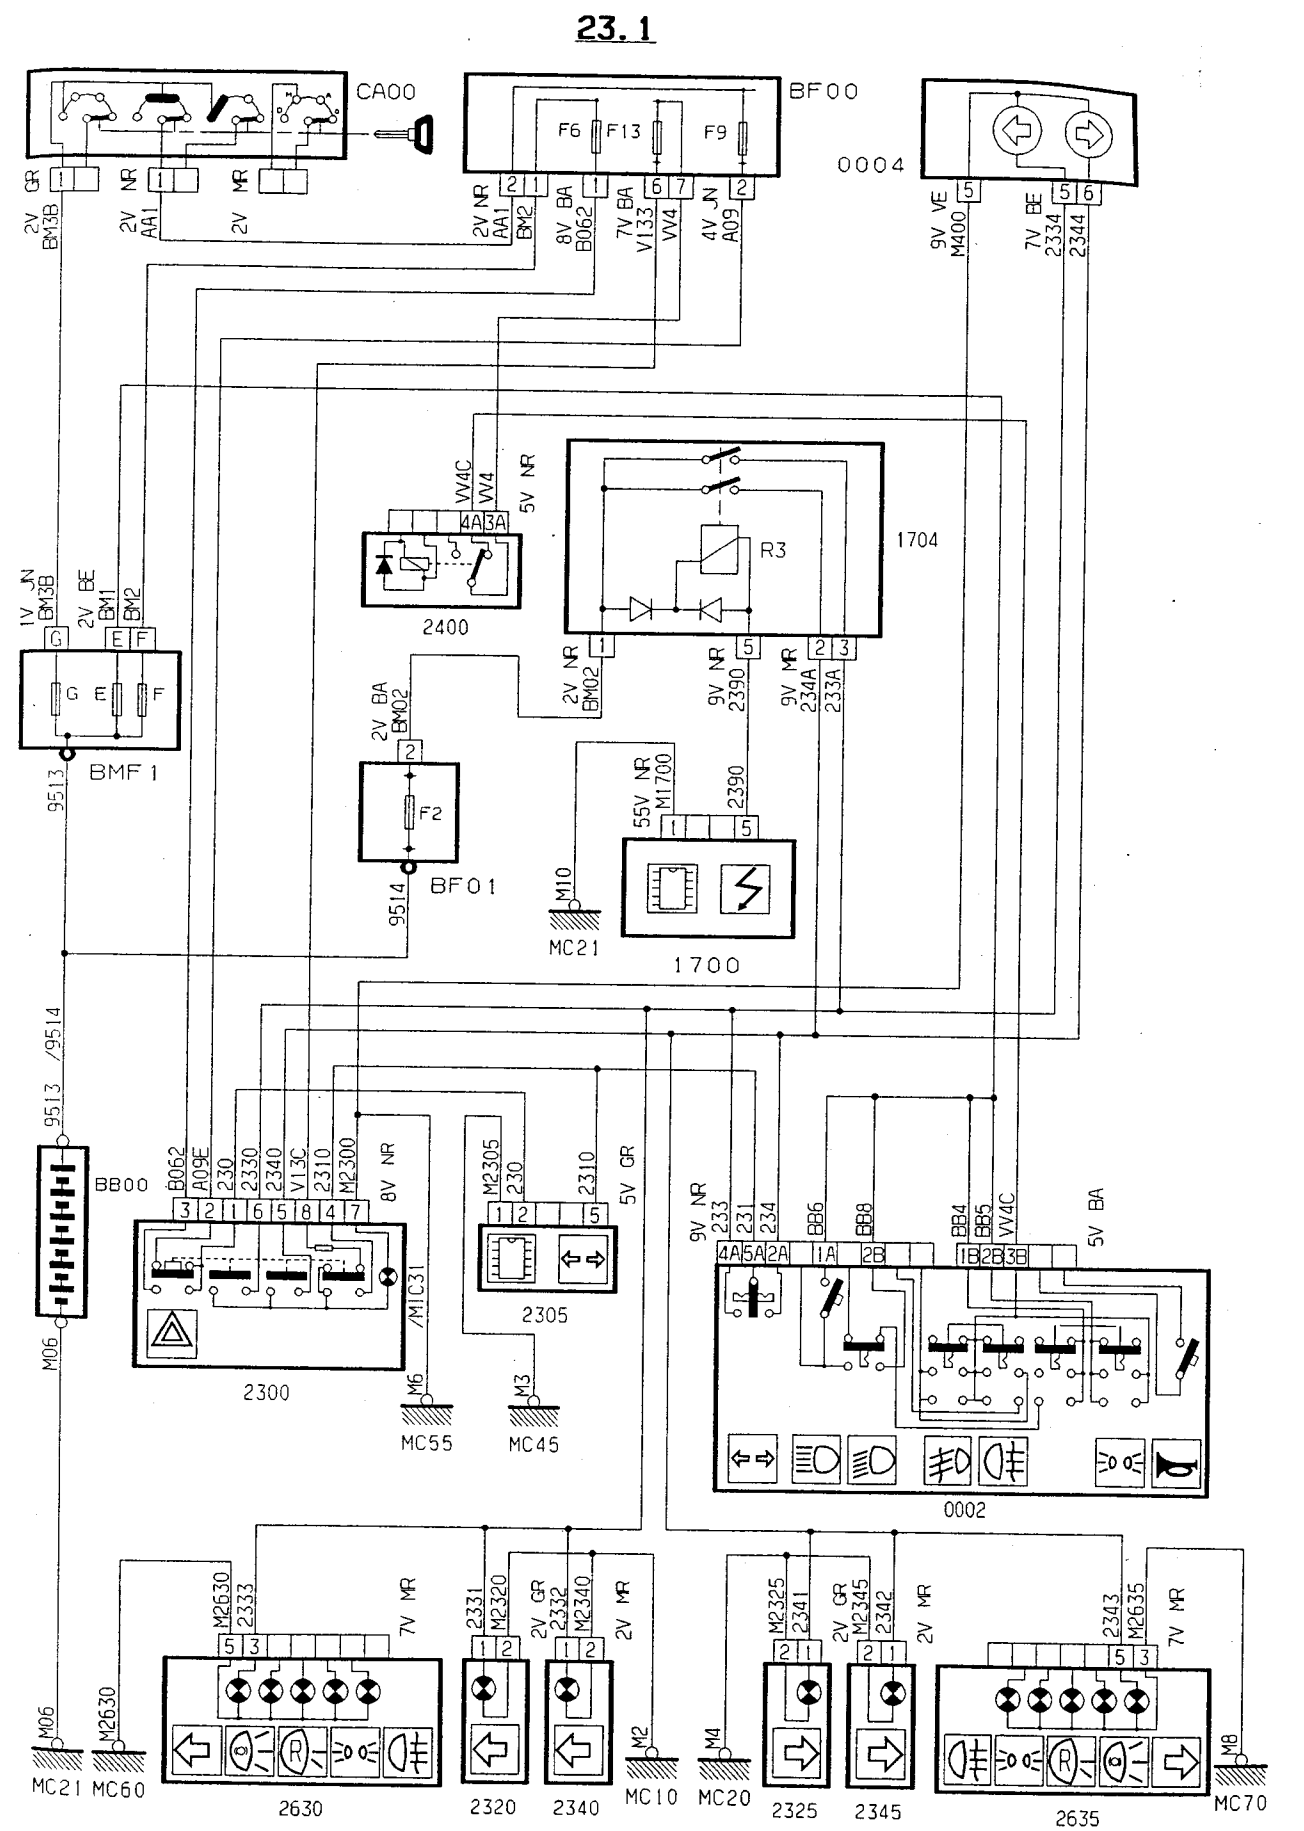 23.1
CA00
BF00
0004
M A
D
F6 F13 F9
1 1
2 1 1 6 7 2
5 5 6
GR NR MR
2V BM3B
2V AA1
2V
2V NR AA1 BM2
8V BA B062
7V BA V133 VV4
4V JN A09
9V VE M400
7V BE 2334 2344
VV4C VV4 5V NR
4A 3A
2400
R3
1704
1 5 2 3
2V NR BM02
9V NR 2390
9V MR 234A 233A
1V JN BM3B
2V BE BM1 BM2
G E F
G E F
BMF1
9513
2V BA BM02
2
F2
BF01
9514
55V NR M1700 2390
1 5
1700
M10
MC21
9513 /9514
BB00
M06
B062 A09E 230 2330 2340 V13C 2310 M2300 8V NR
3 2 1 6 5 8 4 7
2300
/MIC31
M6
MC55
M2305 230 2310 5V GR
1 2 5
2305
M3
MC45
9V NR 233 231 234 BB6 BB8 BB4 BB5 VV4C 5V BA
4A 5A 2A 1A 2B 1B 2B 3B
0002
M2630 2333 7V MR
5 3
R
2630
M06
MC21
M2630
MC60
2331 M2320 2V GR
1 2
2320
2332 M2340 2V MR
1 2
2340
M2
MC10
M4
MC20
M2325 2341 2V GR
2 1
2325
M2345 2342 2V MR
2 1
2345
2343 M2635 7V MR
5 3
R
2635
M8
MC70